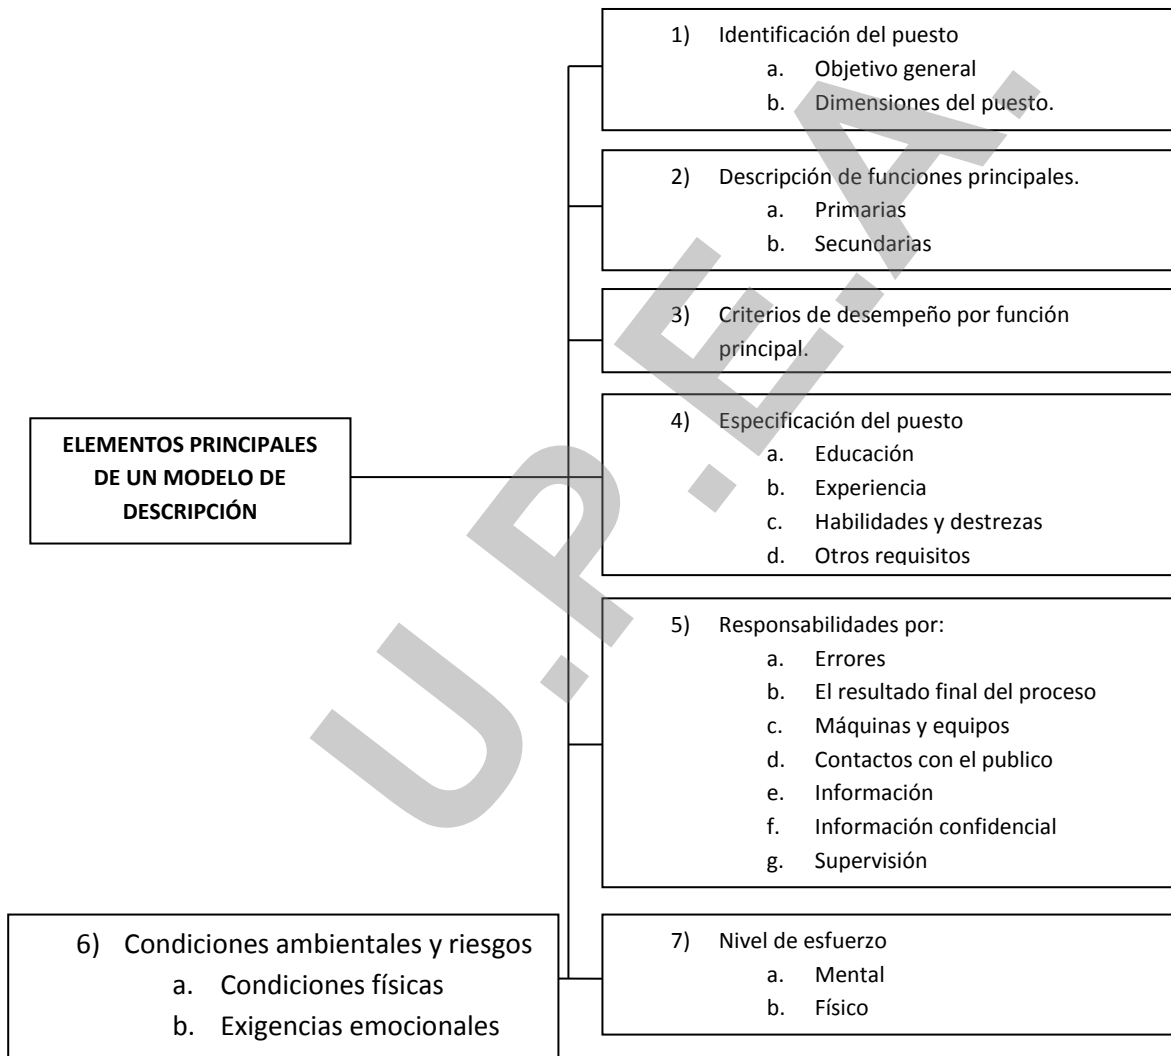 1) Identificación del puesto
a. Objetivo general
b. Dimensiones del puesto.
2) Descripción de funciones principales.
a. Primarias
b. Secundarias
3) Criterios de desempeño por función
principal.
ELEMENTOS PRINCIPALES
DE UN MODELO DE
DESCRIPCIÓN
4) Especificación del puesto
a. Educación
b. Experiencia
c. Habilidades y destrezas
d. Otros requisitos
5) Responsabilidades por:
a. Errores
b. El resultado final del proceso
c. Máquinas y equipos
d. Contactos con el publico
e. Información
f. Información confidencial
g. Supervisión
6) Condiciones ambientales y riesgos
a. Condiciones físicas
b. Exigencias emocionales
7) Nivel de esfuerzo
a. Mental
b. Físico
U.P.E.A.